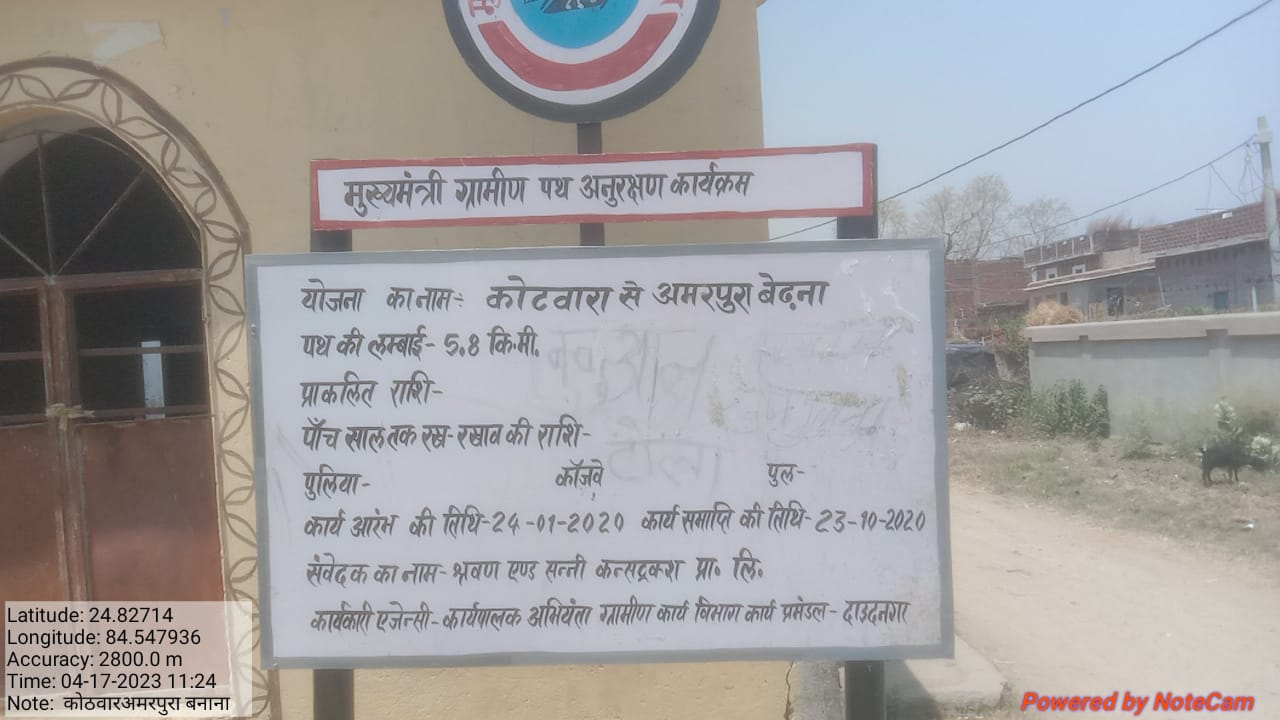 मुख्यमंत्री ग्रामीण पथ अनुरक्षण कार्यक्रम
योजना का नाम:- कोटवारा से अमरपुरा बेढ़ना
पथ की लम्बाई- 5.8 कि.मी.
प्राकलित राशि-
पाँच साल तक रख-रखाव की राशि-
पुलिया- कॉजवे पुल-
कार्य आरंभ की तिथि-24-01-2020 कार्य समाप्ति की तिथि-23-10-2020
संवेदक का नाम- श्रवण एण्ड सन्नी कन्सट्रक्श प्रा॰ लि॰
कार्यकारी एजेन्सी- कार्यपालक अभियंता ग्रामीण कार्य विभाग कार्य प्रमंडल- दाउदनगर
Latitude: 24.82714
Longitude: 84.547936
Accuracy: 2800.0 m
Time: 04-17-2023 11:24
Note: कोठवारअमरपुरा बनाना
Powered by NoteCam